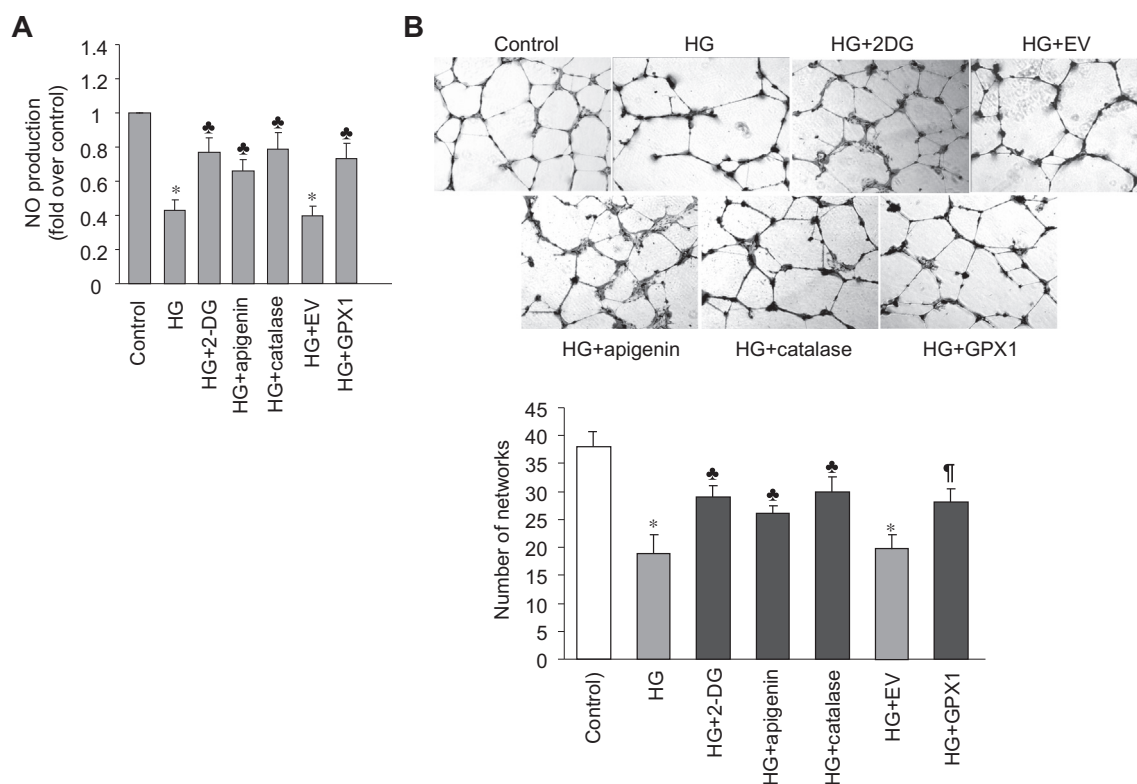 A
NO production
(fold over control)
1.4
1.2
1
0.8
0.6
0.4
0.2
0
*
♣
♣
♣
*
♣
Control
HG
HG+2-DG
HG+apigenin
HG+catalase
HG+EV
HG+GPX1
B
Control HG HG+2DG HG+EV
HG+apigenin HG+catalase HG+GPX1
Number of networks
45
40
35
30
25
20
15
10
5
0
*
♣
♣
♣
*
¶
Control)
HG
HG+2-DG
HG+apigenin
HG+catalase
HG+EV
HG+GPX1